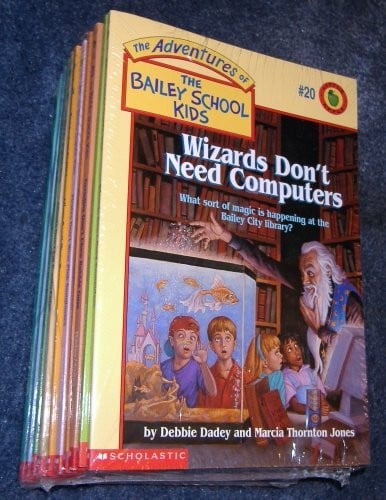 The Adventures of
THE
BAILEY SCHOOL
KIDS
#20
Wizards Don't
Need Computers
What sort of magic is happening at the
Bailey City library?
by Debbie Dadey and Marcia Thornton Jones
SCHOLASTIC